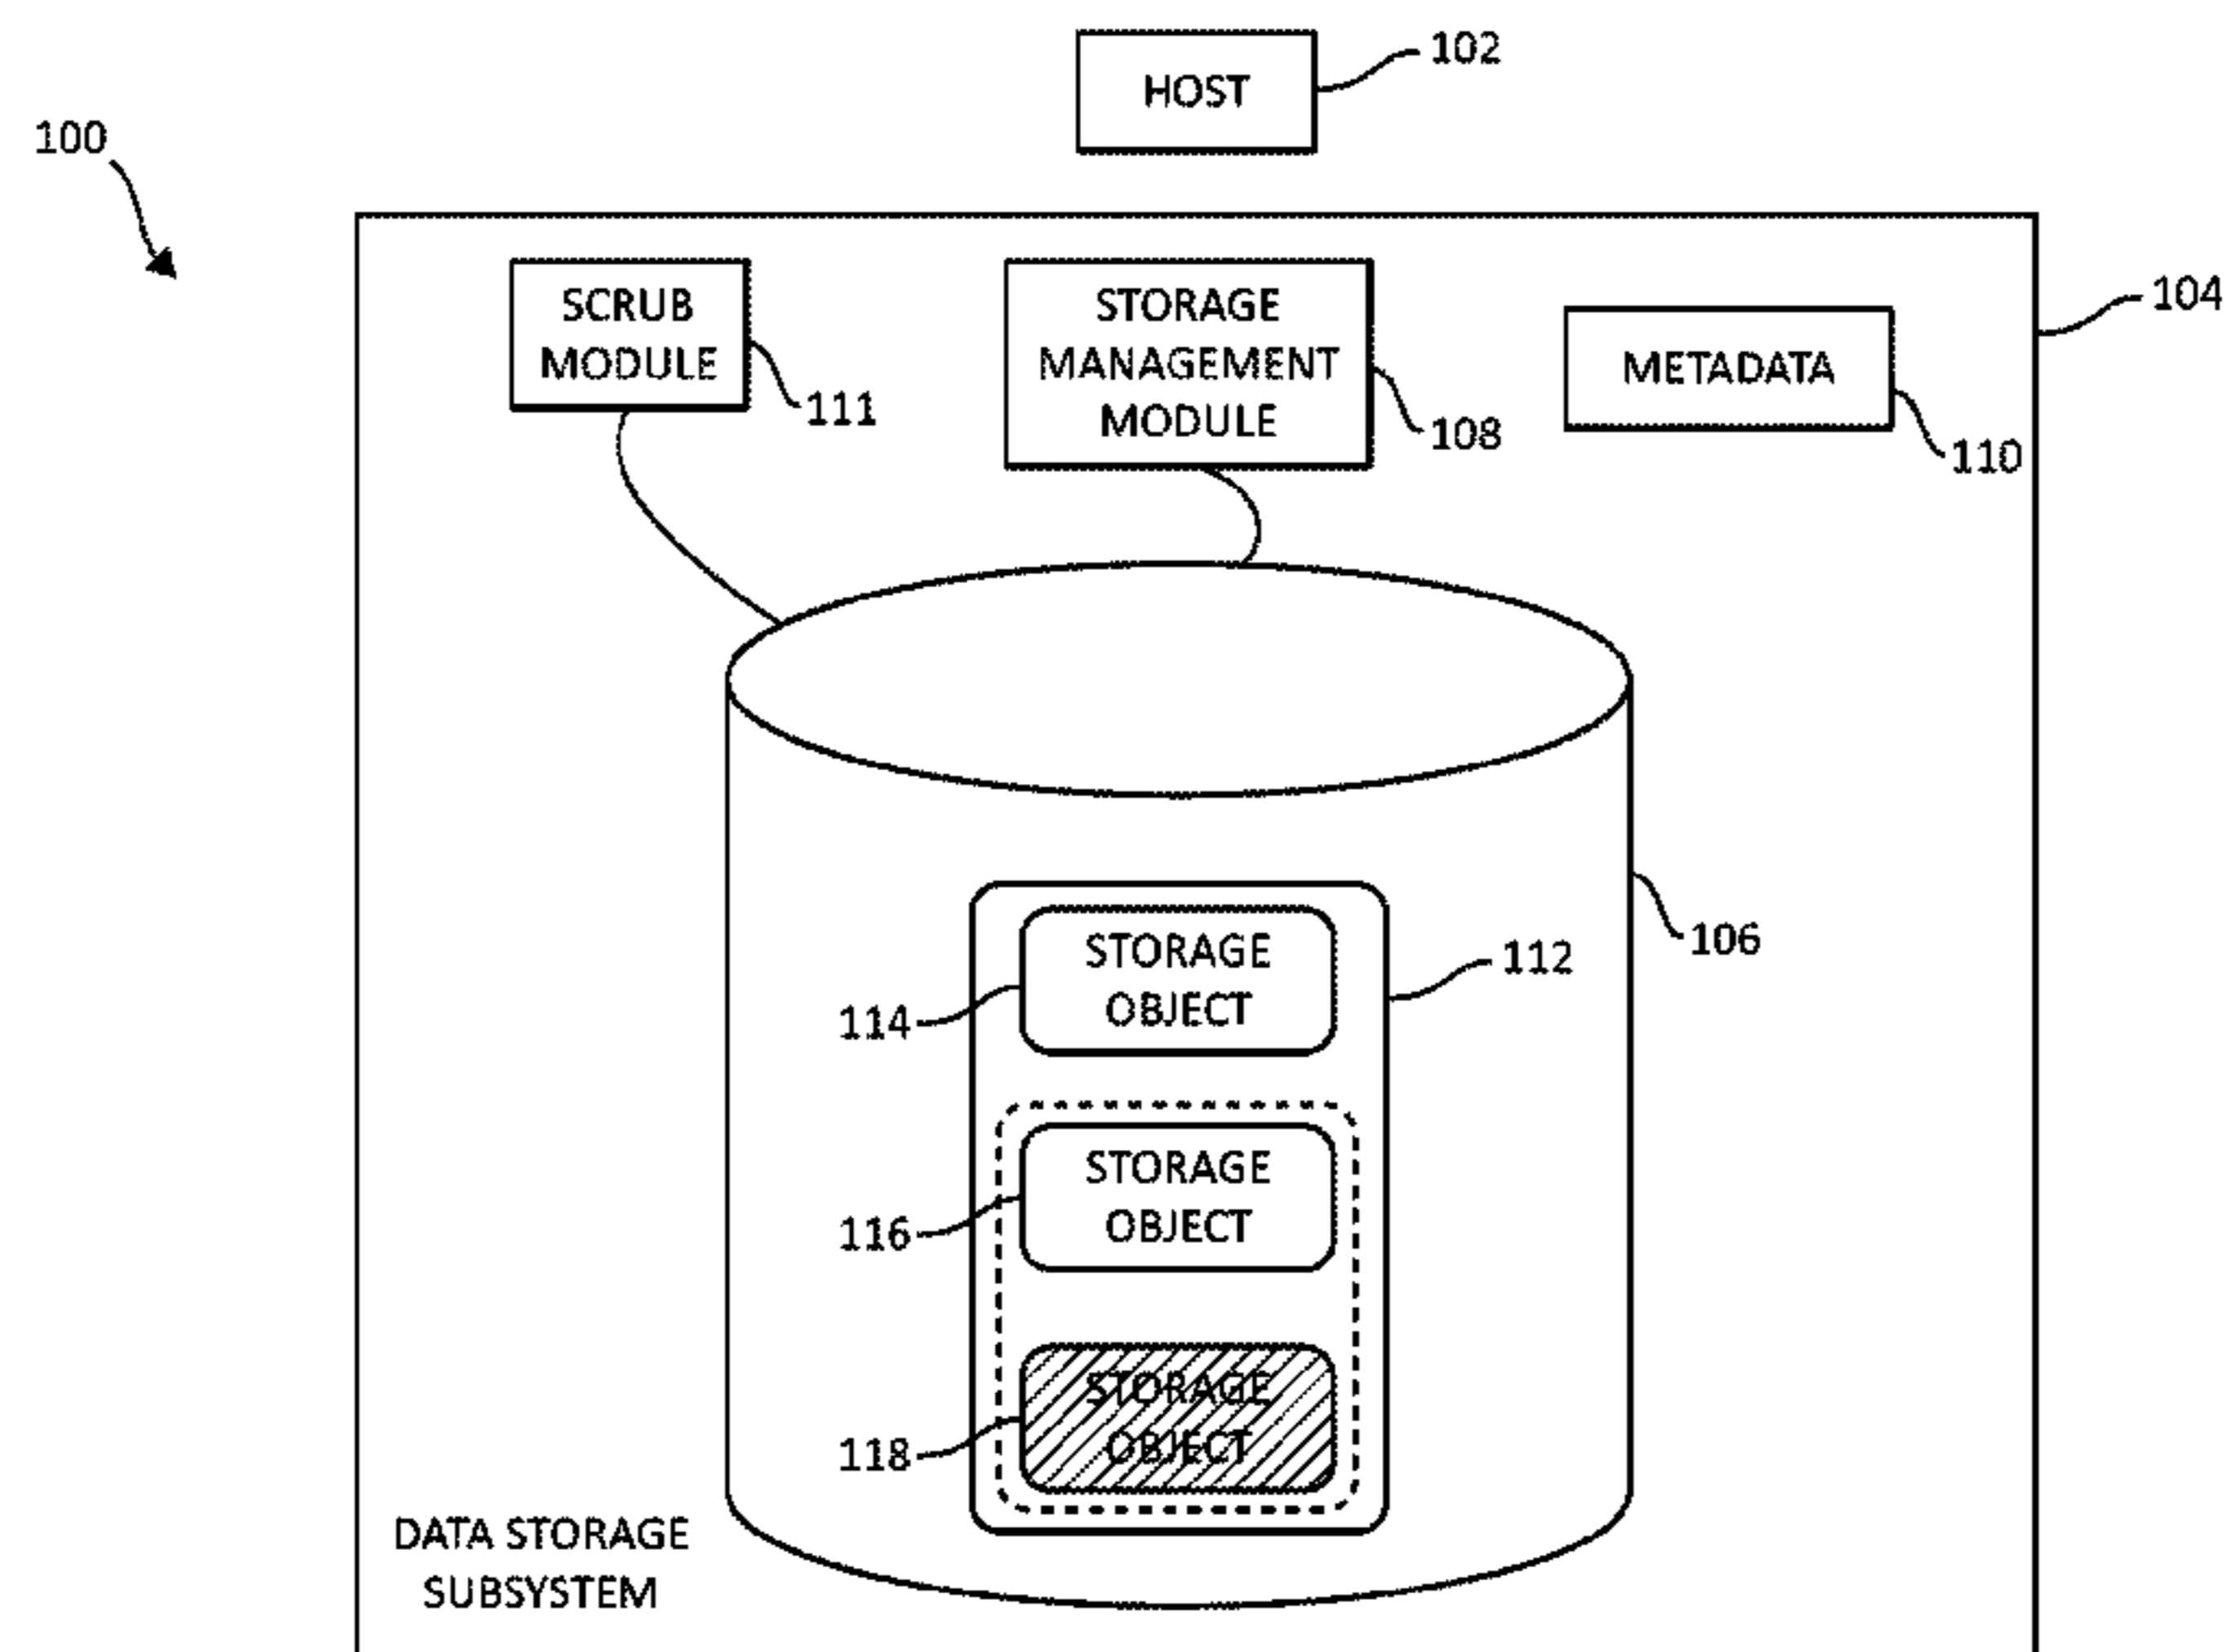 HOST
102
100
SCRUB
MODULE
111
STORAGE
MANAGEMENT
MODULE
108
METADATA
110
104
106
STORAGE
OBJECT
112
114
STORAGE
OBJECT
116
STORAGE
OBJECT
118
DATA STORAGE
SUBSYSTEM